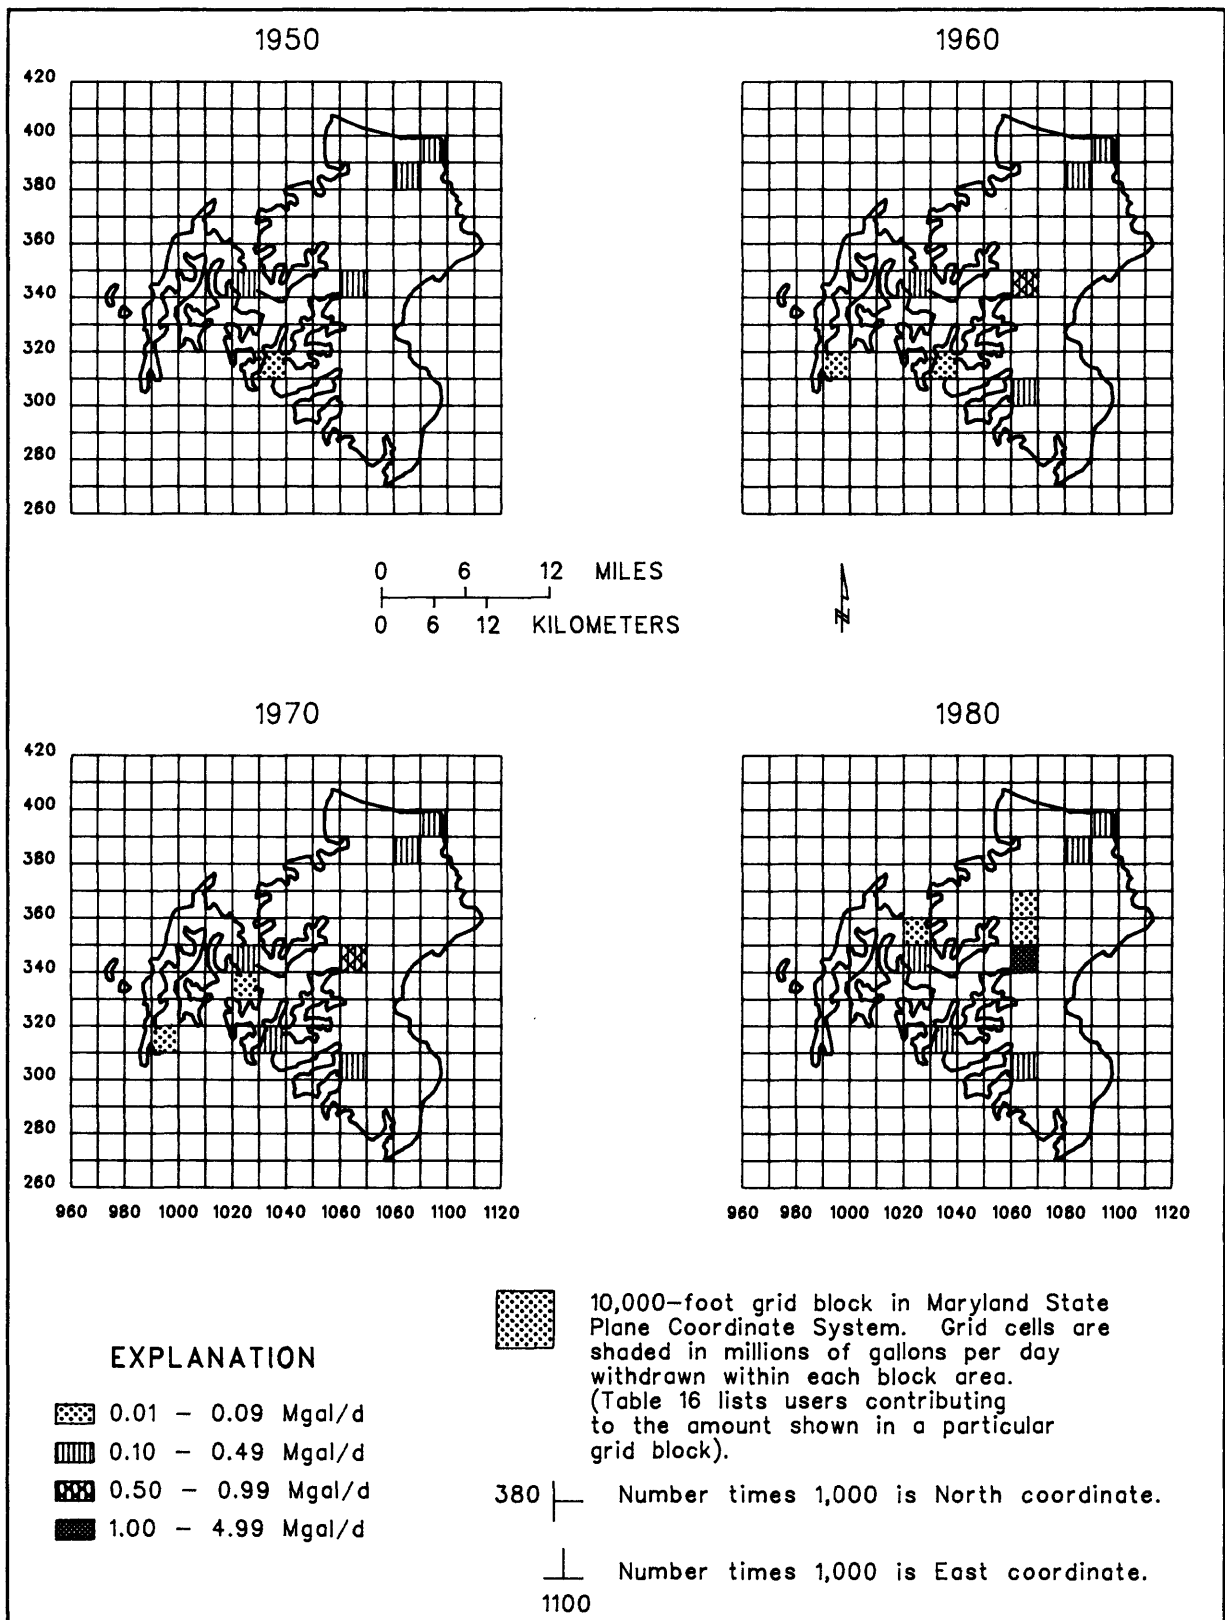 1950
1960
420
400
380
360
340
320
300
280
260
0 6 12 MILES
0 6 12 KILOMETERS
N
1970
1980
420
400
380
360
340
320
300
280
260
960 980 1000 1020 1040 1060 1060 1100 1120
960 980 1000 1020 1040 1060 1080 1100 1120
EXPLANATION
0.01 – 0.09 Mgal/d
0.10 – 0.49 Mgal/d
0.50 – 0.99 Mgal/d
1.00 – 4.99 Mgal/d
10,000–foot grid block in Maryland State
Plane Coordinate System. Grid cells are
shaded in millions of gallons per day
withdrawn within each block area.
(Table 16 lists users contributing
to the amount shown in a particular
grid block).
380 Number times 1,000 is North coordinate.
Number times 1,000 is East coordinate.
1100